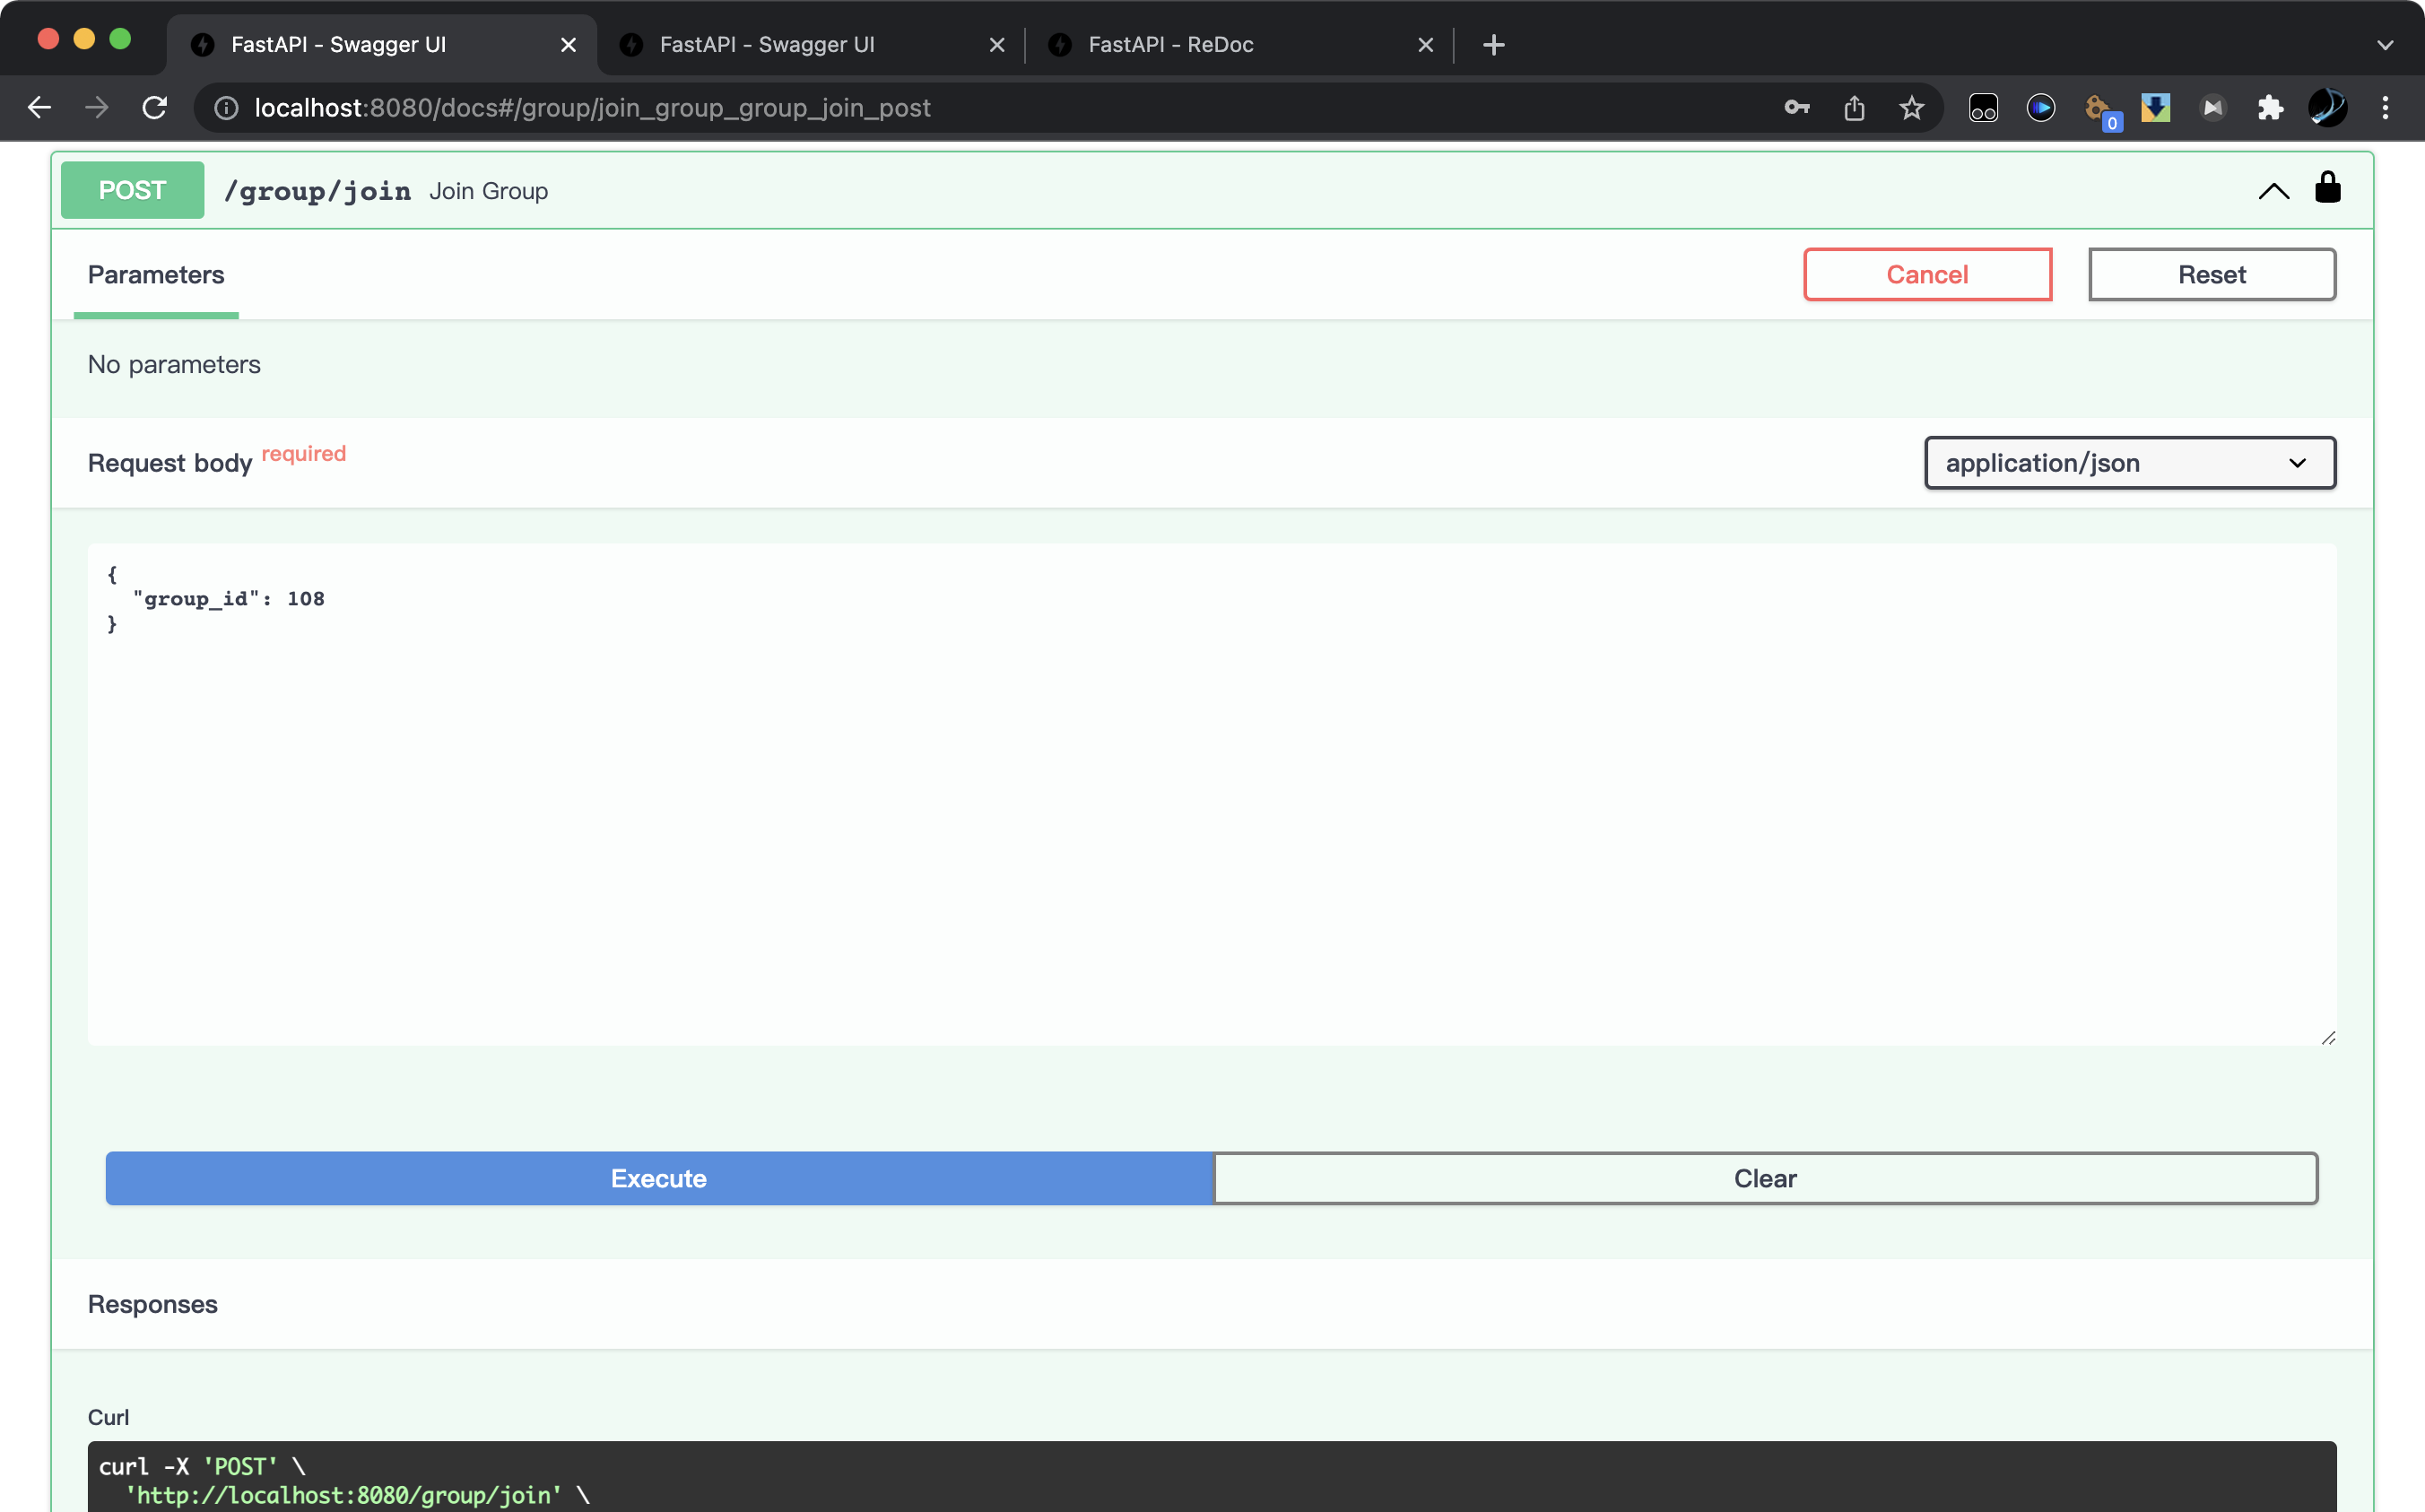 FastAPI - Swagger UI
FastAPI - Swagger UI
FastAPI - ReDoc
localhost:8080/docs#/group/join_group_group_join_post
0
POST /group/join Join Group
Parameters
Cancel
Reset
No parameters
Request body required
application/json
{
"group_id": 108
}
Execute
Clear
Responses
Curl
curl -X 'POST' \
'http://localhost:8080/group/join' \